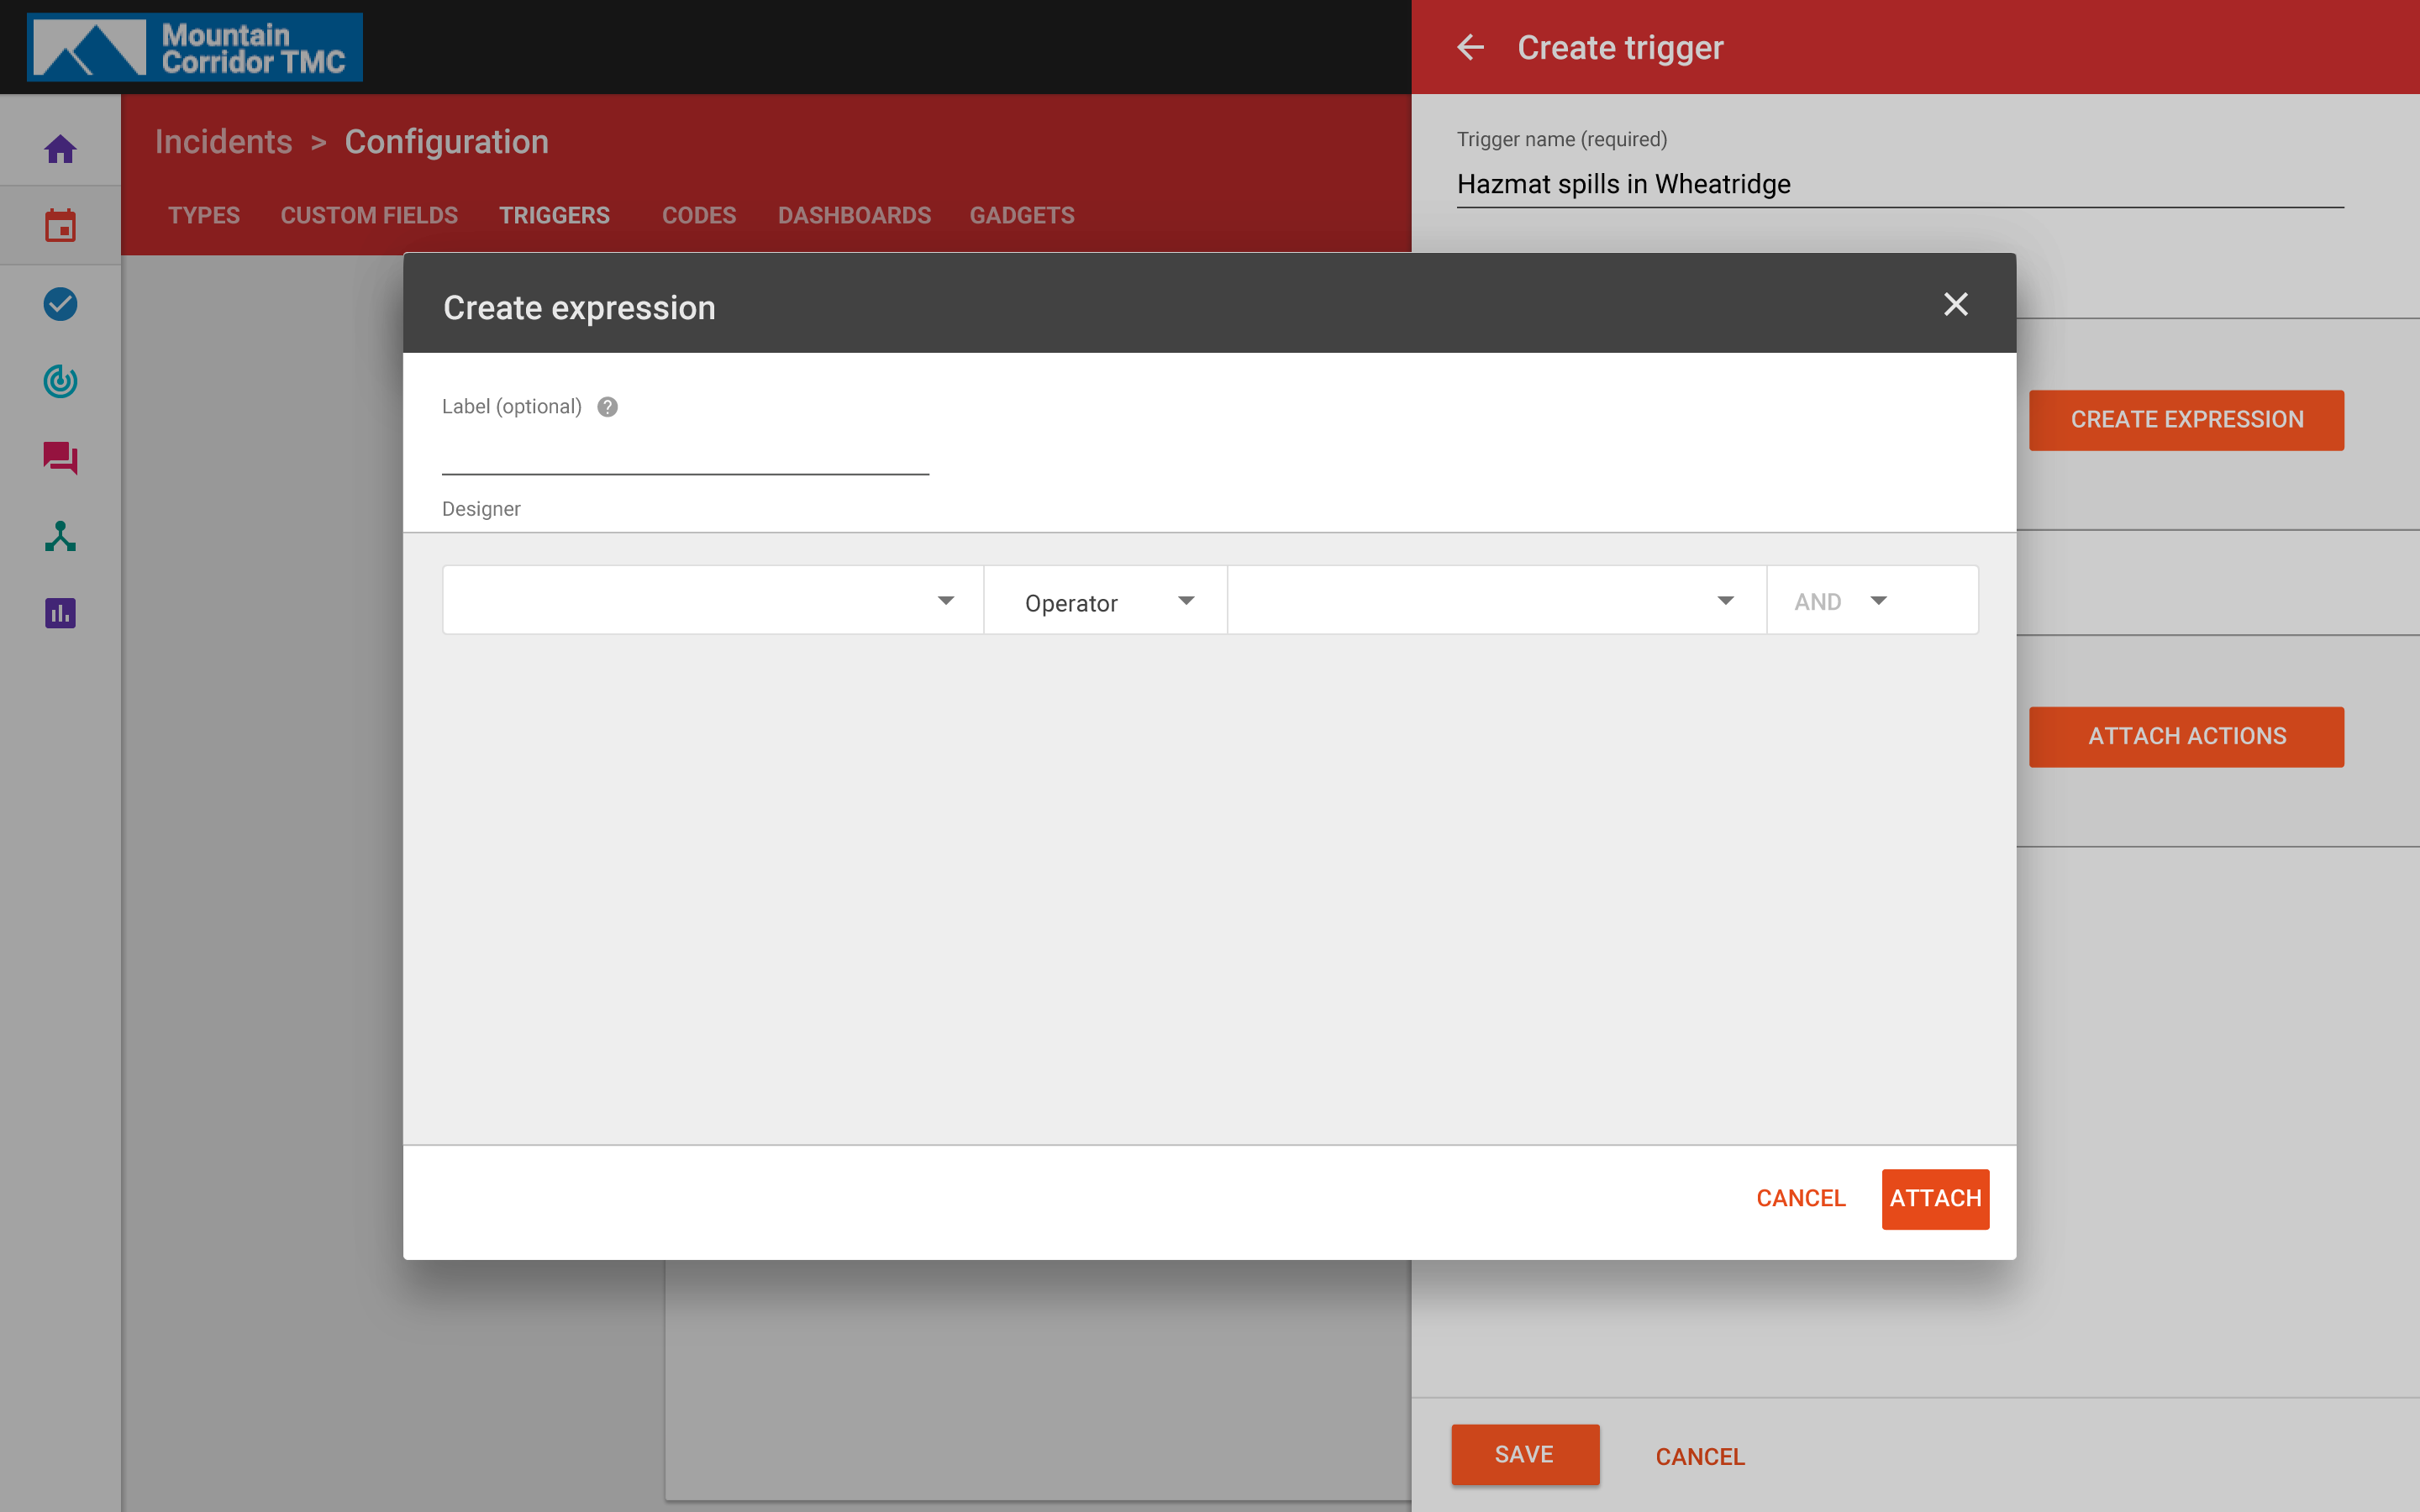 Mountain
Corridor TMC
Create trigger
Incidents > Configuration
Trigger name (required)
Hazmat spills in Wheatridge
TYPES CUSTOM FIELDS TRIGGERS CODES DASHBOARDS GADGETS
Create expression
Label (optional) ?
CREATE EXPRESSION
Designer
Operator AND
ATTACH ACTIONS
CANCEL ATTACH
SAVE CANCEL